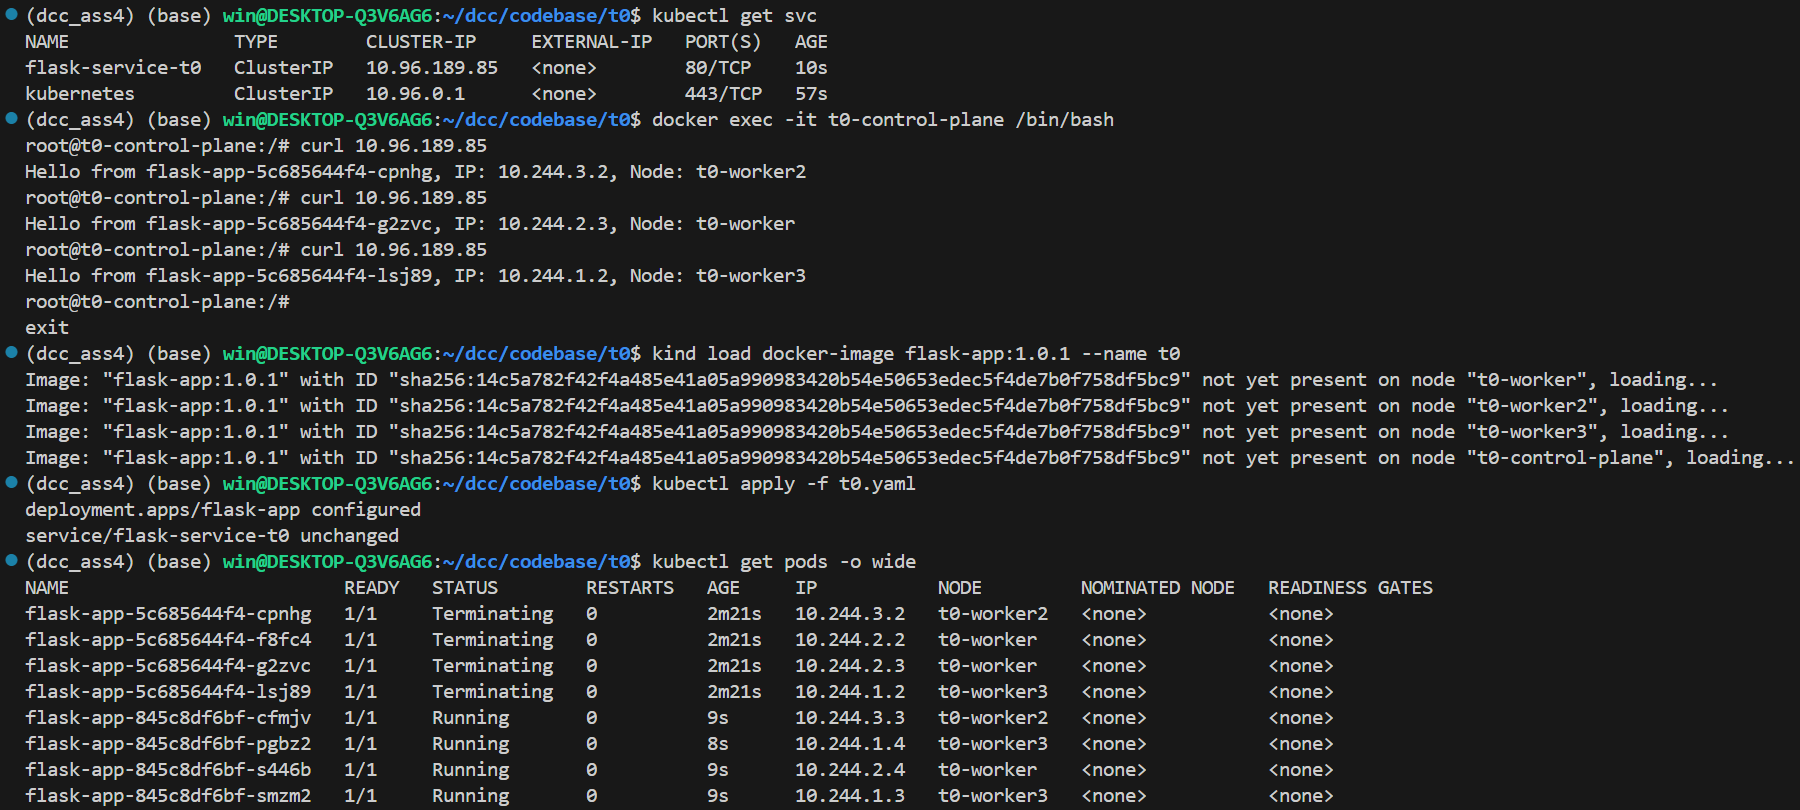 (dcc_ass4) (base) win@DESKTOP-Q3V6AG6:~/dcc/codebase/t0$ kubectl get svc
NAME               TYPE        CLUSTER-IP     EXTERNAL-IP   PORT(S)   AGE
flask-service-t0   ClusterIP   10.96.189.85   <none>        80/TCP    10s
kubernetes         ClusterIP   10.96.0.1      <none>        443/TCP   57s
(dcc_ass4) (base) win@DESKTOP-Q3V6AG6:~/dcc/codebase/t0$ docker exec -it t0-control-plane /bin/bash
root@t0-control-plane:/# curl 10.96.189.85
Hello from flask-app-5c685644f4-cpnhg, IP: 10.244.3.2, Node: t0-worker2
root@t0-control-plane:/# curl 10.96.189.85
Hello from flask-app-5c685644f4-g2zvc, IP: 10.244.2.3, Node: t0-worker
root@t0-control-plane:/# curl 10.96.189.85
Hello from flask-app-5c685644f4-lsj89, IP: 10.244.1.2, Node: t0-worker3
root@t0-control-plane:/#
exit
(dcc_ass4) (base) win@DESKTOP-Q3V6AG6:~/dcc/codebase/t0$ kind load docker-image flask-app:1.0.1 --name t0
Image: "flask-app:1.0.1" with ID "sha256:14c5a782f42f4a485e41a05a990983420b54e50653edec5f4de7b0f758df5bc9" not yet present on node "t0-worker", loading...
Image: "flask-app:1.0.1" with ID "sha256:14c5a782f42f4a485e41a05a990983420b54e50653edec5f4de7b0f758df5bc9" not yet present on node "t0-worker2", loading...
Image: "flask-app:1.0.1" with ID "sha256:14c5a782f42f4a485e41a05a990983420b54e50653edec5f4de7b0f758df5bc9" not yet present on node "t0-worker3", loading...
Image: "flask-app:1.0.1" with ID "sha256:14c5a782f42f4a485e41a05a990983420b54e50653edec5f4de7b0f758df5bc9" not yet present on node "t0-control-plane", loading...
(dcc_ass4) (base) win@DESKTOP-Q3V6AG6:~/dcc/codebase/t0$ kubectl apply -f t0.yaml
deployment.apps/flask-app configured
service/flask-service-t0 unchanged
(dcc_ass4) (base) win@DESKTOP-Q3V6AG6:~/dcc/codebase/t0$ kubectl get pods -o wide
NAME                         READY   STATUS        RESTARTS   AGE     IP           NODE         NOMINATED NODE   READINESS GATES
flask-app-5c685644f4-cpnhg   1/1     Terminating   0          2m21s   10.244.3.2   t0-worker2   <none>           <none>
flask-app-5c685644f4-f8fc4   1/1     Terminating   0          2m21s   10.244.2.2   t0-worker    <none>           <none>
flask-app-5c685644f4-g2zvc   1/1     Terminating   0          2m21s   10.244.2.3   t0-worker    <none>           <none>
flask-app-5c685644f4-lsj89   1/1     Terminating   0          2m21s   10.244.1.2   t0-worker3   <none>           <none>
flask-app-845c8df6bf-cfmjv   1/1     Running       0          9s      10.244.3.3   t0-worker2   <none>           <none>
flask-app-845c8df6bf-pgbz2   1/1     Running       0          8s      10.244.1.4   t0-worker3   <none>           <none>
flask-app-845c8df6bf-s446b   1/1     Running       0          9s      10.244.2.4   t0-worker    <none>           <none>
flask-app-845c8df6bf-smzm2   1/1     Running       0          9s      10.244.1.3   t0-worker3   <none>           <none>